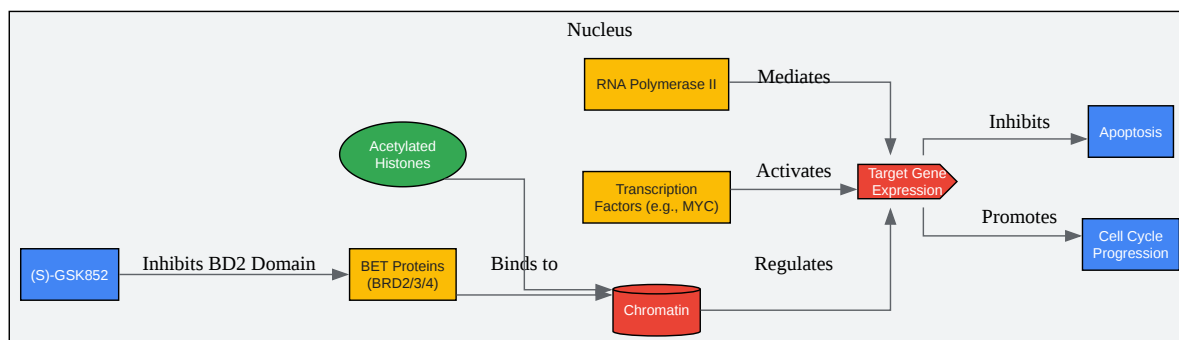 Nucleus
RNA Polymerase II
Mediates
Inhibits
Apoptosis
Acetylated
Histones
Transcription
Factors (e.g., MYC)
Activates
Target Gene
Expression
Promotes
Cell Cycle
Progression
(S)-GSK852
Inhibits BD2 Domain
BET Proteins
(BRD2/3/4)
Binds to
Chromatin
Regulates